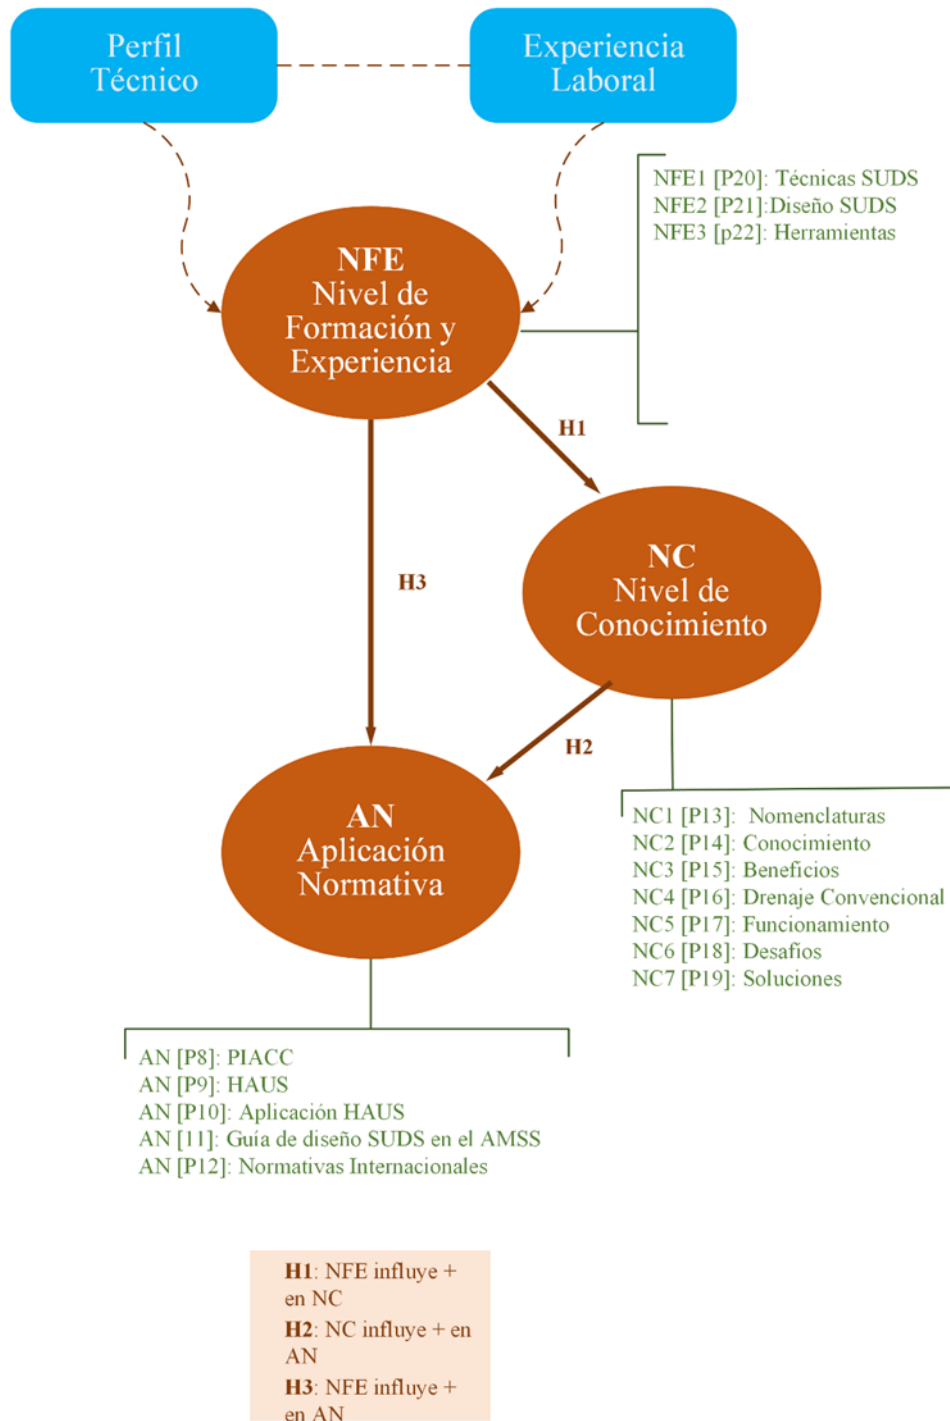 Perfil
Técnico
Experiencia
Laboral
NFE1 [P20]: Técnicas SUDS
NFE2 [P21]:Diseño SUDS
NFE3 [p22]: Herramientas
NFE
Nivel de
Formación y
Experiencia
H1
H3
NC
Nivel de
Conocimiento
H2
AN
Aplicación
Normativa
NC1 [P13]: Nomenclaturas
NC2 [P14]: Conocimiento
NC3 [P15]: Beneficios
NC4 [P16]: Drenaje Convencional
NC5 [P17]: Funcionamiento
NC6 [P18]: Desafíos
NC7 [P19]: Soluciones
AN [P8]: PIACC
AN [P9]: HAUS
AN [P10]: Aplicación HAUS
AN [11]: Guía de diseño SUDS en el AMSS
AN [P12]: Normativas Internacionales
H1: NFE influye +
en NC
H2: NC influye + en
AN
H3: NFE influye +
en AN